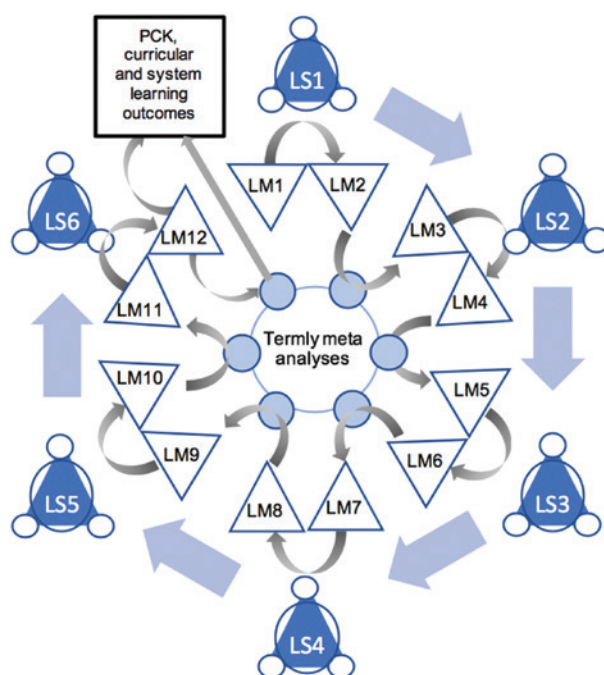 PCK,
curricular
and system
learning
outcomes
LS1
LM1
LM2
LS2
LM3
LM4
LS6
LM12
LM11
Termly meta
analyses
LM10
LM9
LM5
LM6
LS5
LS3
LM8
LM7
LS4